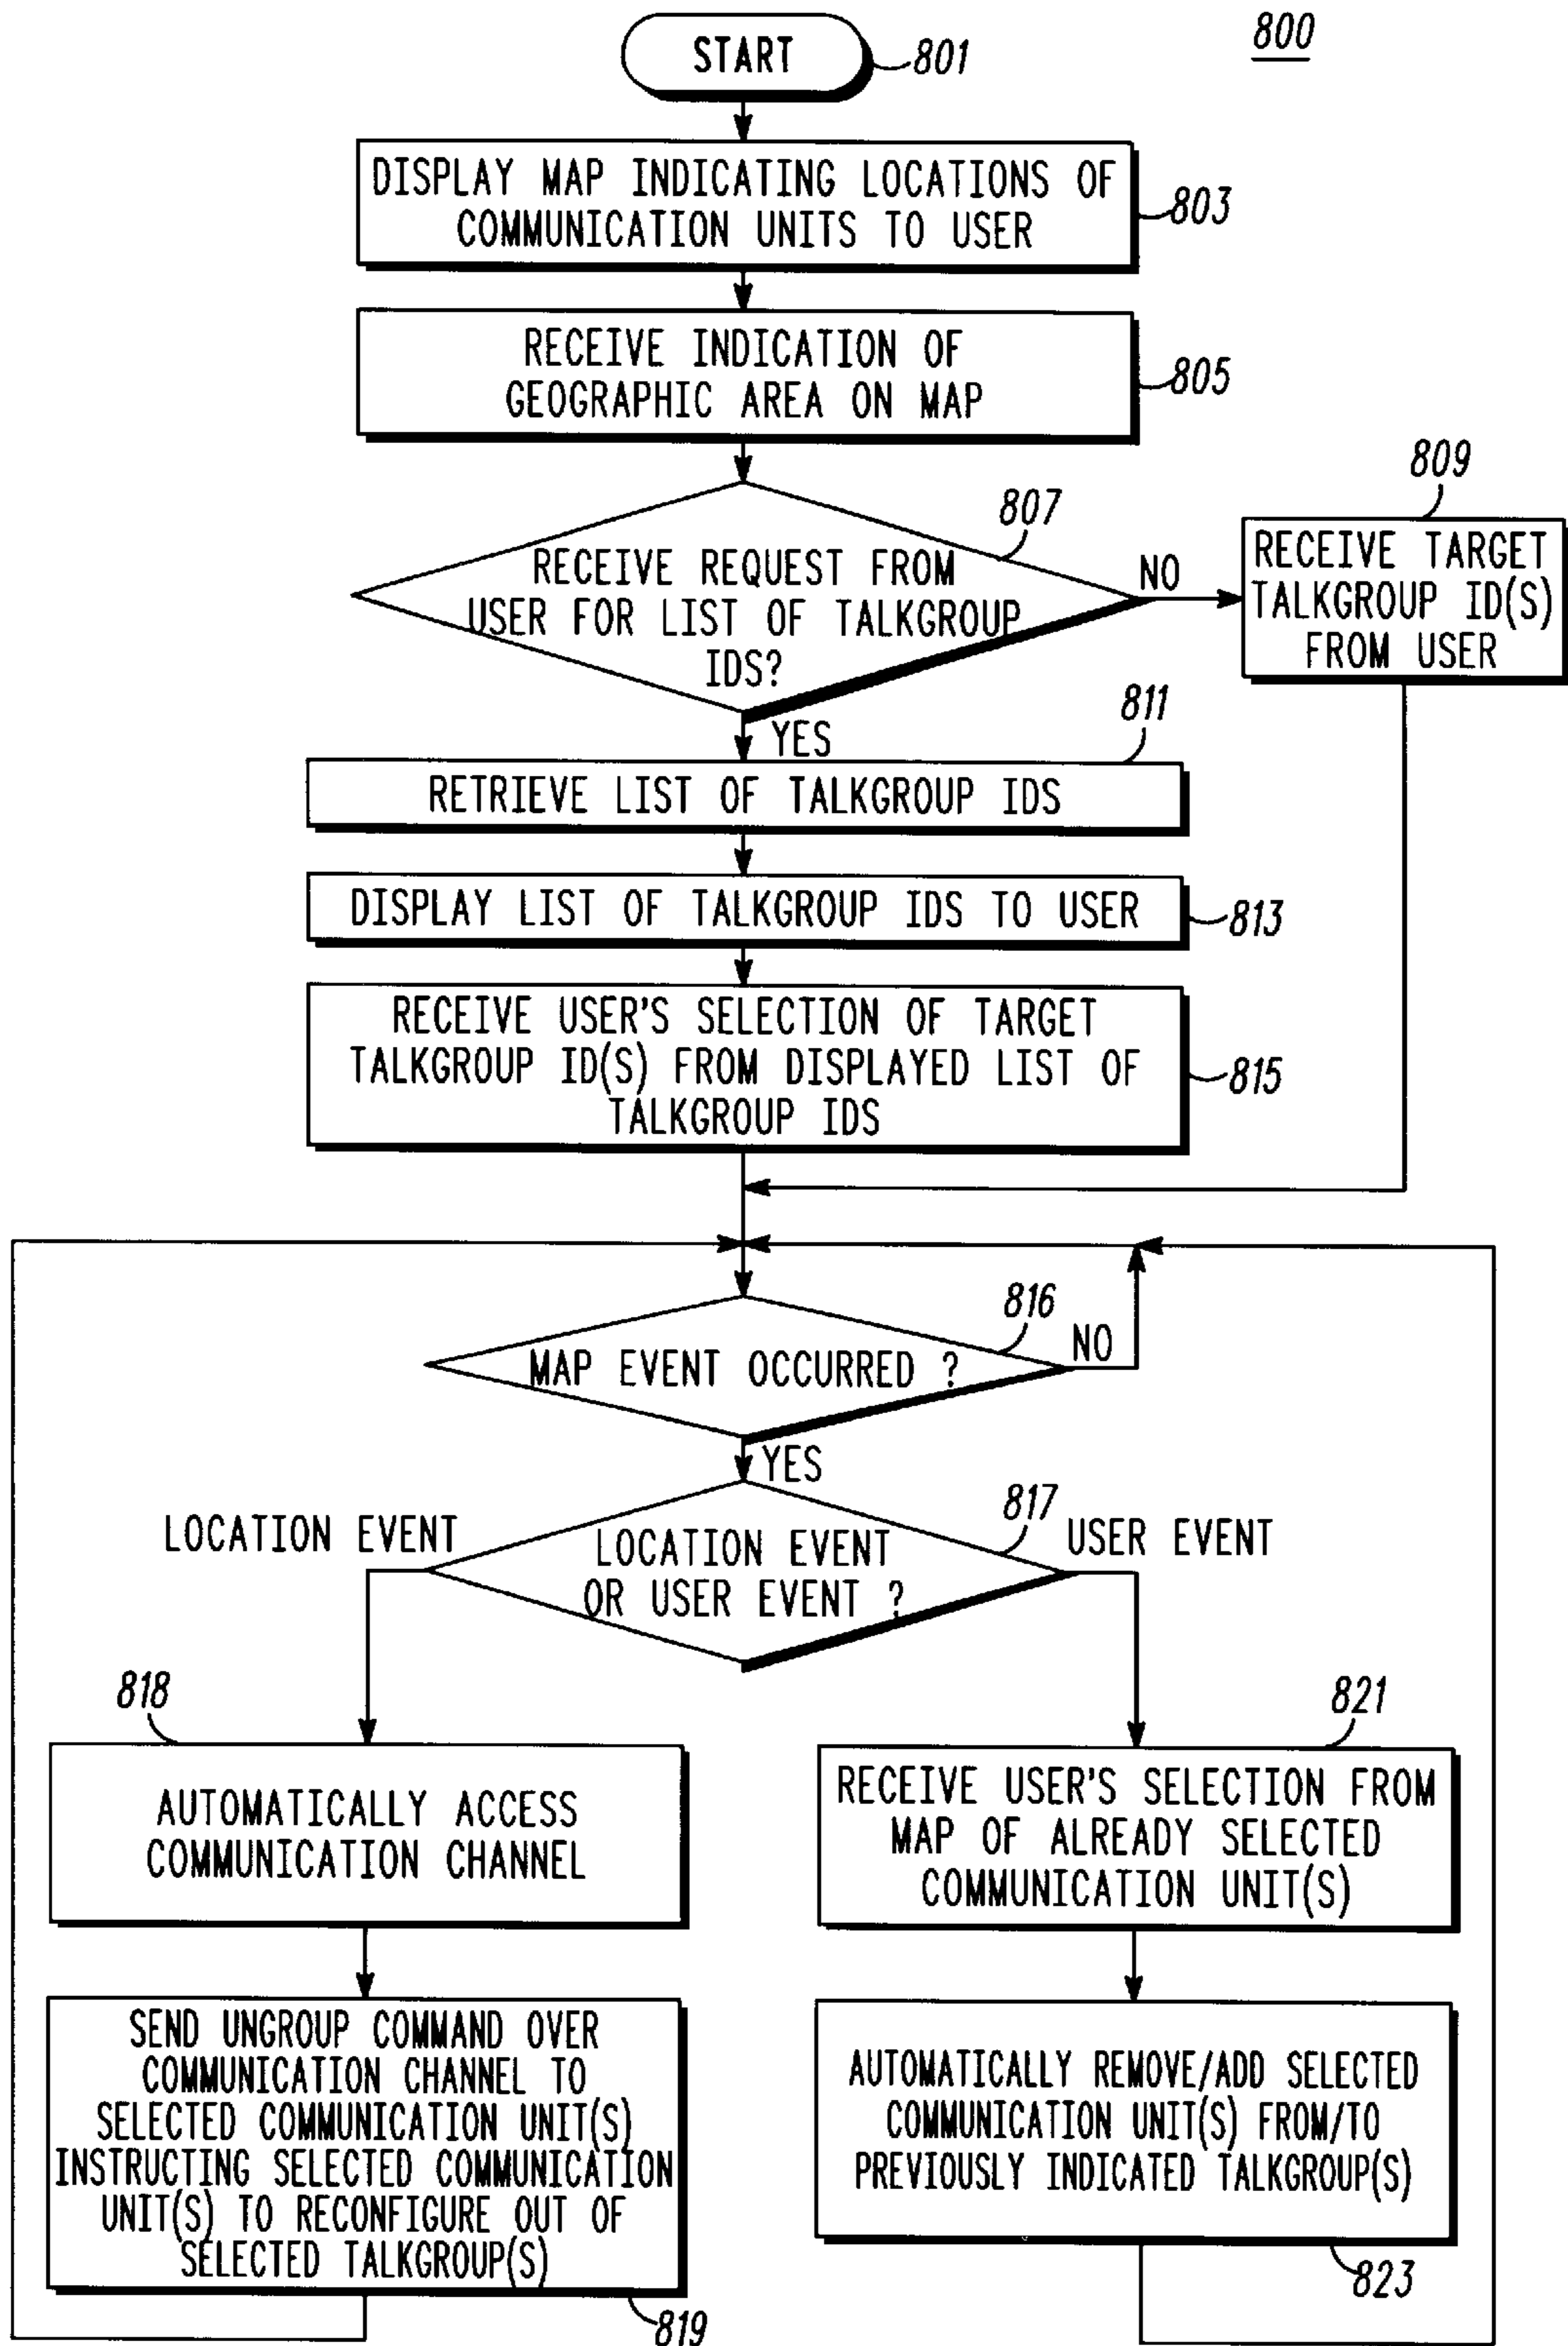 800
START
801
DISPLAY MAP INDICATING LOCATIONS OF
COMMUNICATION UNITS TO USER
803
RECEIVE INDICATION OF
GEOGRAPHIC AREA ON MAP
805
807
RECEIVE REQUEST FROM
USER FOR LIST OF TALKGROUP
IDS?
NO
809
RECEIVE TARGET
TALKGROUP ID(S)
FROM USER
YES
811
RETRIEVE LIST OF TALKGROUP IDS
DISPLAY LIST OF TALKGROUP IDS TO USER
813
RECEIVE USER'S SELECTION OF TARGET
TALKGROUP ID(S) FROM DISPLAYED LIST OF
TALKGROUP IDS
815
816
MAP EVENT OCCURRED ?
NO
YES
817
LOCATION EVENT
LOCATION EVENT
OR USER EVENT ?
USER EVENT
818
AUTOMATICALLY ACCESS
COMMUNICATION CHANNEL
SEND UNGROUP COMMAND OVER
COMMUNICATION CHANNEL TO
SELECTED COMMUNICATION UNIT(S)
INSTRUCTING SELECTED COMMUNICATION
UNIT(S) TO RECONFIGURE OUT OF
SELECTED TALKGROUP(S)
819
821
RECEIVE USER'S SELECTION FROM
MAP OF ALREADY SELECTED
COMMUNICATION UNIT(S)
AUTOMATICALLY REMOVE/ADD SELECTED
COMMUNICATION UNIT(S) FROM/TO
PREVIOUSLY INDICATED TALKGROUP(S)
823